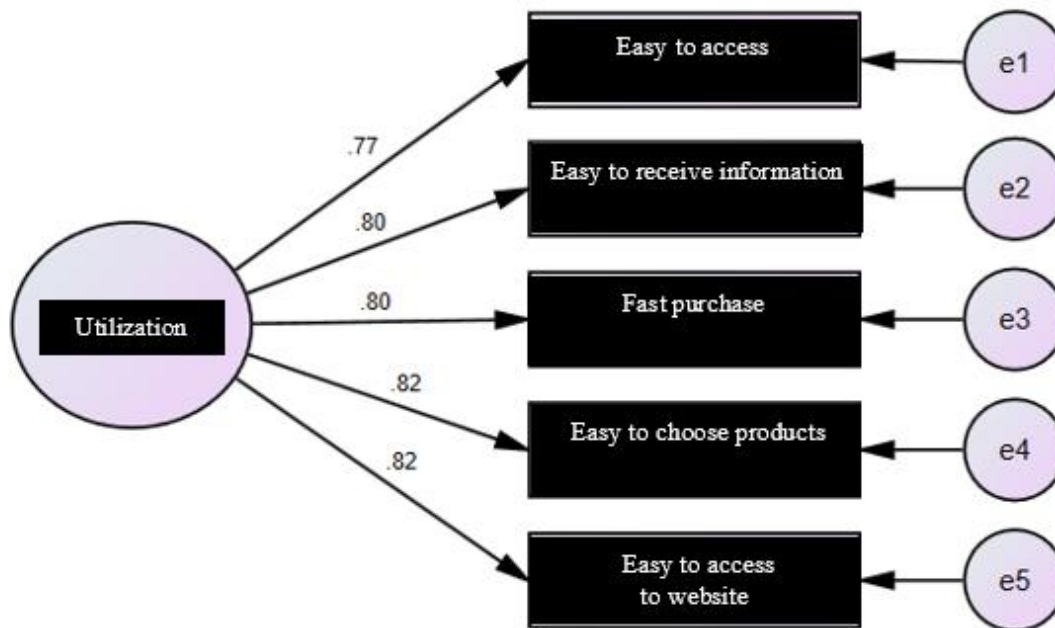 Easy to access
e1
.77
Easy to receive information
e2
.80
Fast purchase
e3
.80
Utilization
.82
Easy to choose products
e4
.82
Easy to access
to website
e5